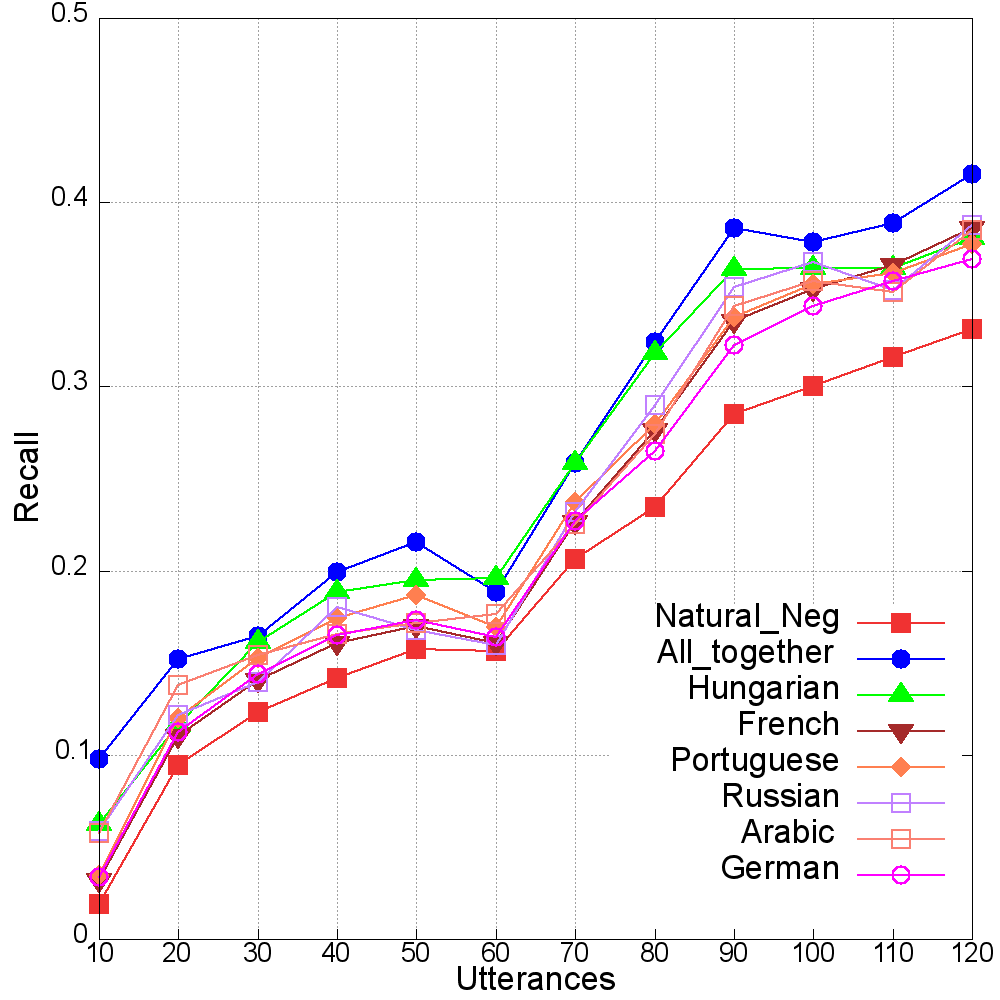 0.5
0.4
0.3
0.2
0.1
0
Recall
10 20 30 40 50 60 70 80 90 100 110 120
Utterances
Natural_Neg
All_together
Hungarian
French
Portuguese
Russian
Arabic
German